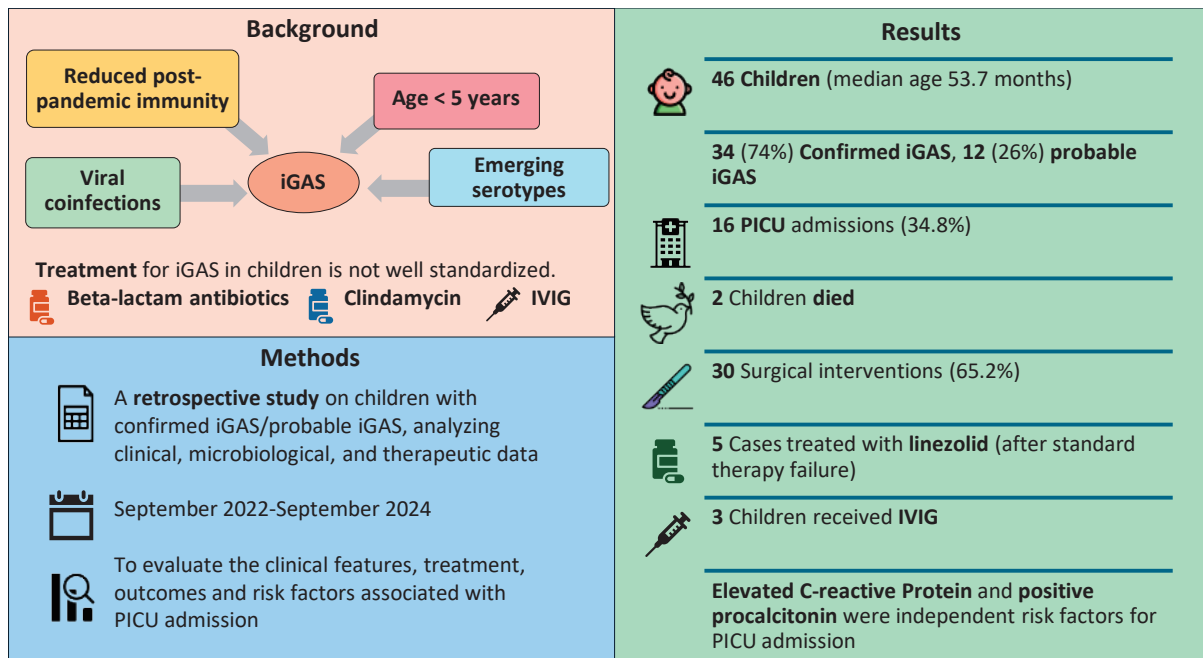 Background
Reduced post-
pandemic immunity
Age < 5 years
Viral
coinfections
iGAS
Emerging
serotypes
Treatment for iGAS in children is not well standardized.
Beta-lactam antibiotics
Clindamycin
IVIG
Methods
A retrospective study on children with
confirmed iGAS/probable iGAS, analyzing
clinical, microbiological, and therapeutic data
September 2022-September 2024
To evaluate the clinical features, treatment,
outcomes and risk factors associated with
PICU admission
Results
46 Children (median age 53.7 months)
34 (74%) Confirmed iGAS, 12 (26%) probable
iGAS
16 PICU admissions (34.8%)
2 Children died
30 Surgical interventions (65.2%)
5 Cases treated with linezolid (after standard
therapy failure)
3 Children received IVIG
Elevated C-reactive Protein and positive
procalcitonin were independent risk factors for
PICU admission